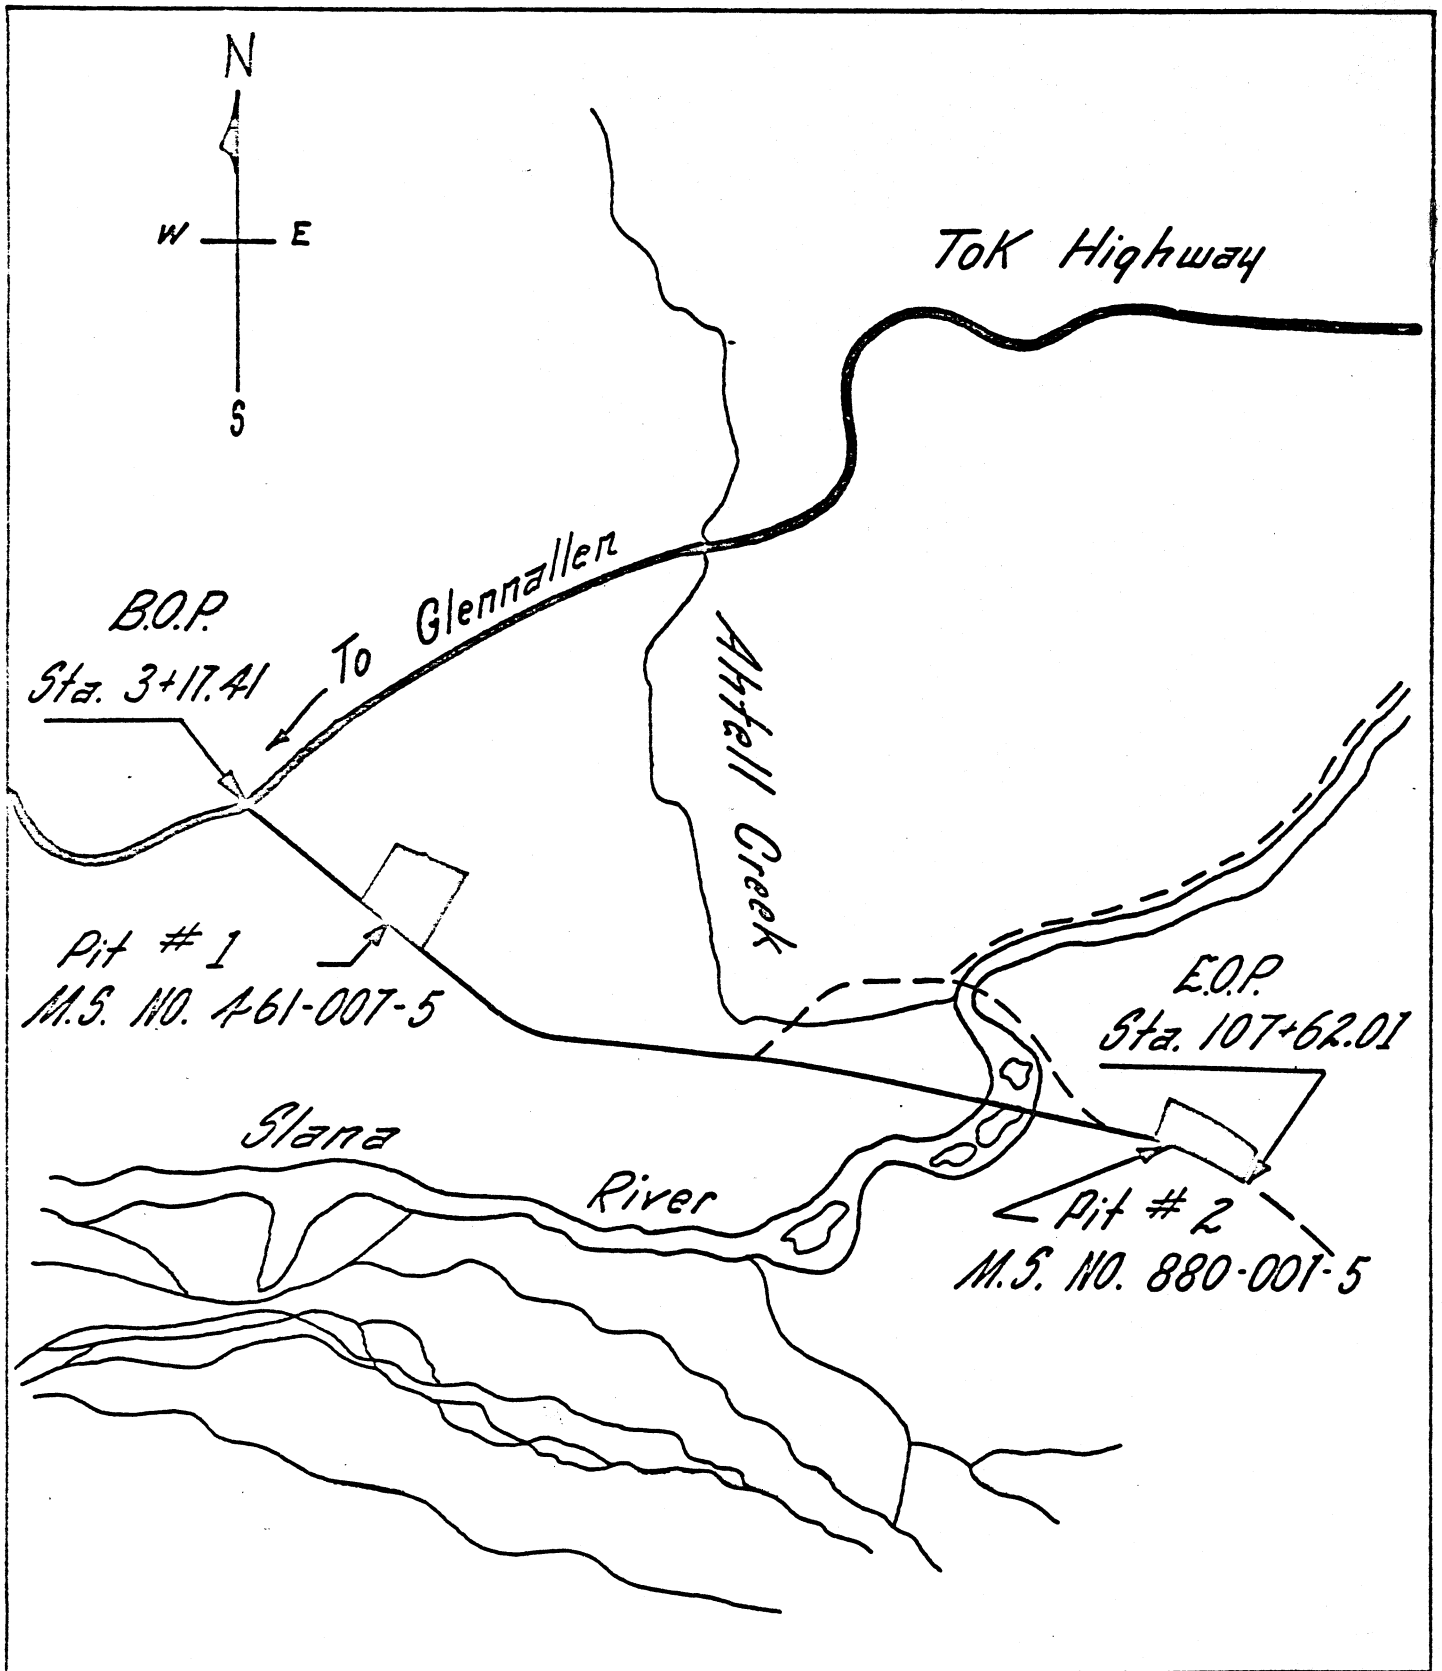 N
W E
S
Tok Highway
To Glennallen
B.O.P.
Sta. 3+17.41
Ahtell Creek
Pit # 1
M.S. NO. 461-007-5
E.O.P.
Sta. 107+62.01
Slana
River
Pit # 2
M.S. NO. 880-001-5